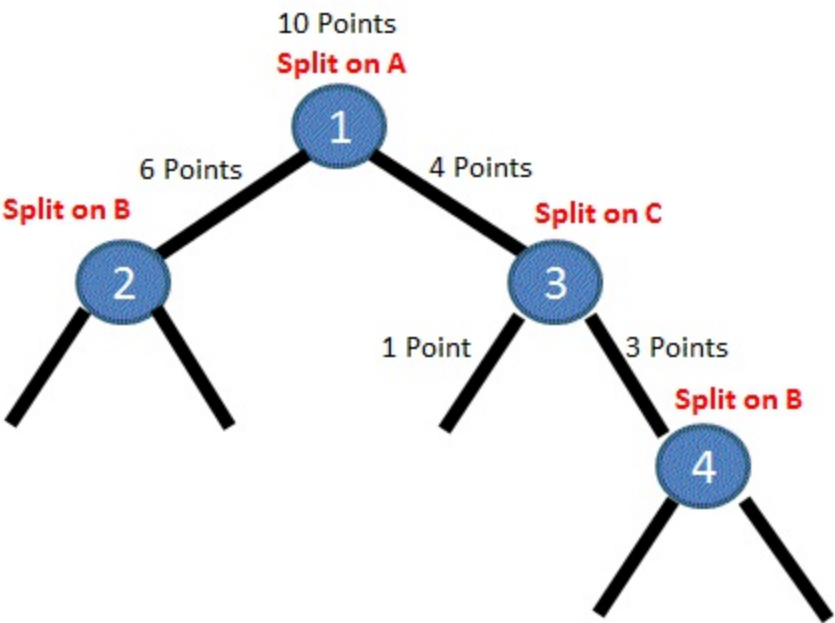 10 Points
Split on A
1
6 Points
4 Points
Split on B
Split on C
2
3
1 Point
3 Points
Split on B
4